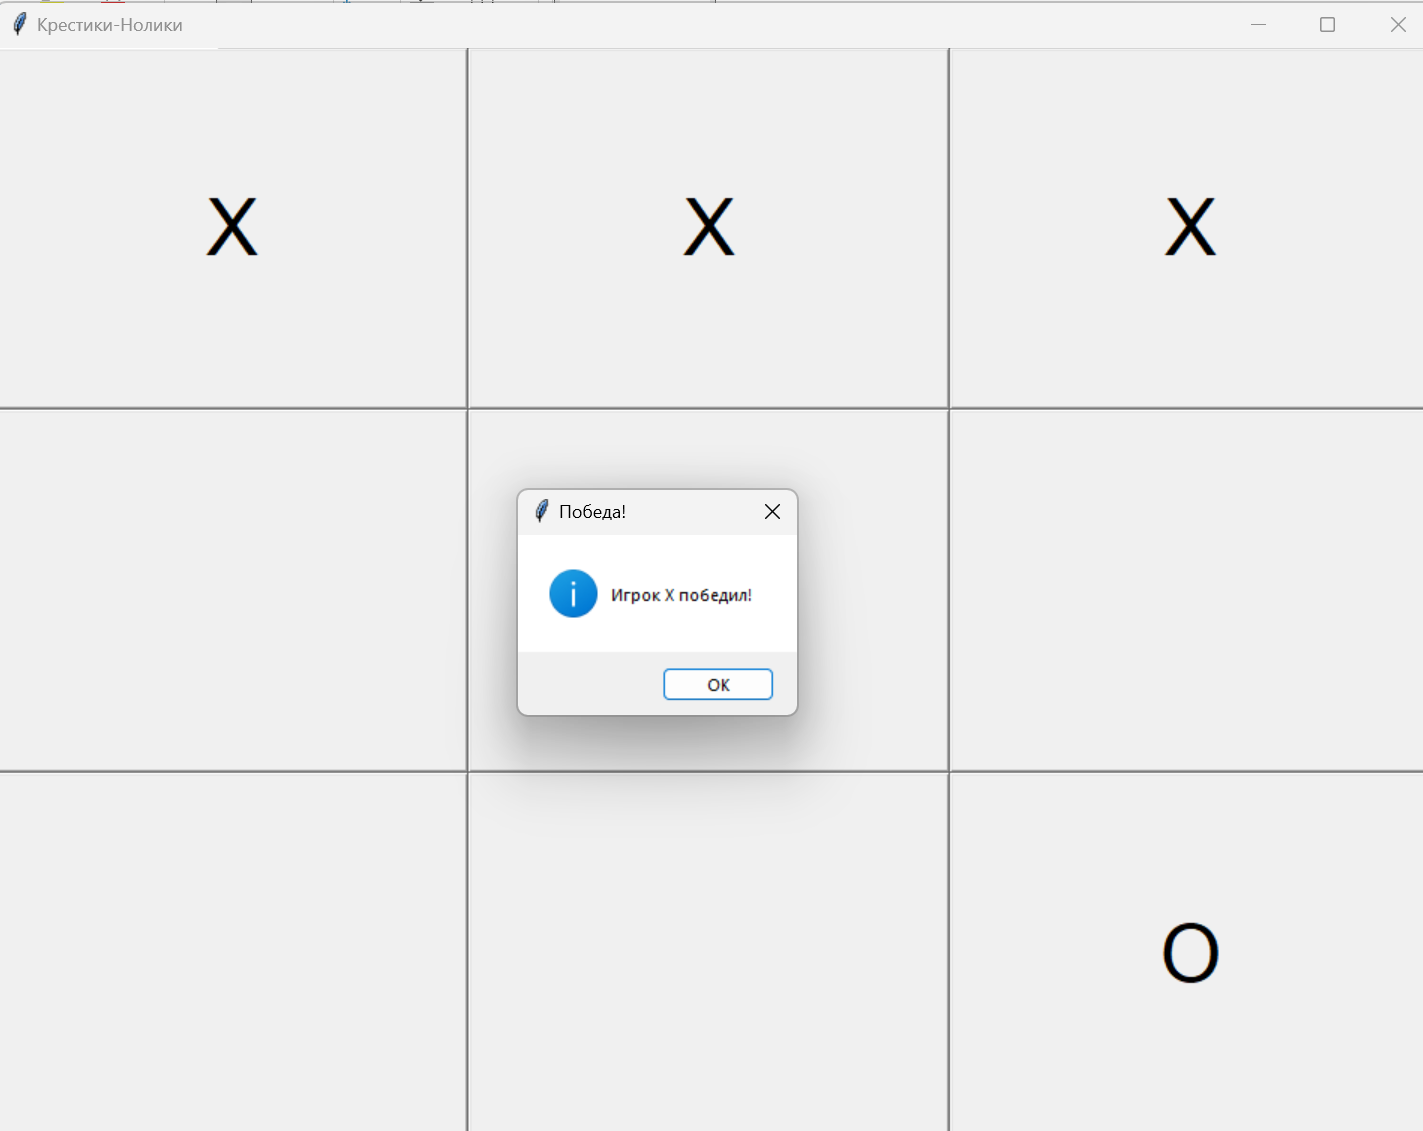 Крестики-Нолики
X X X
Победа!
Игрок X победил!
OK
O